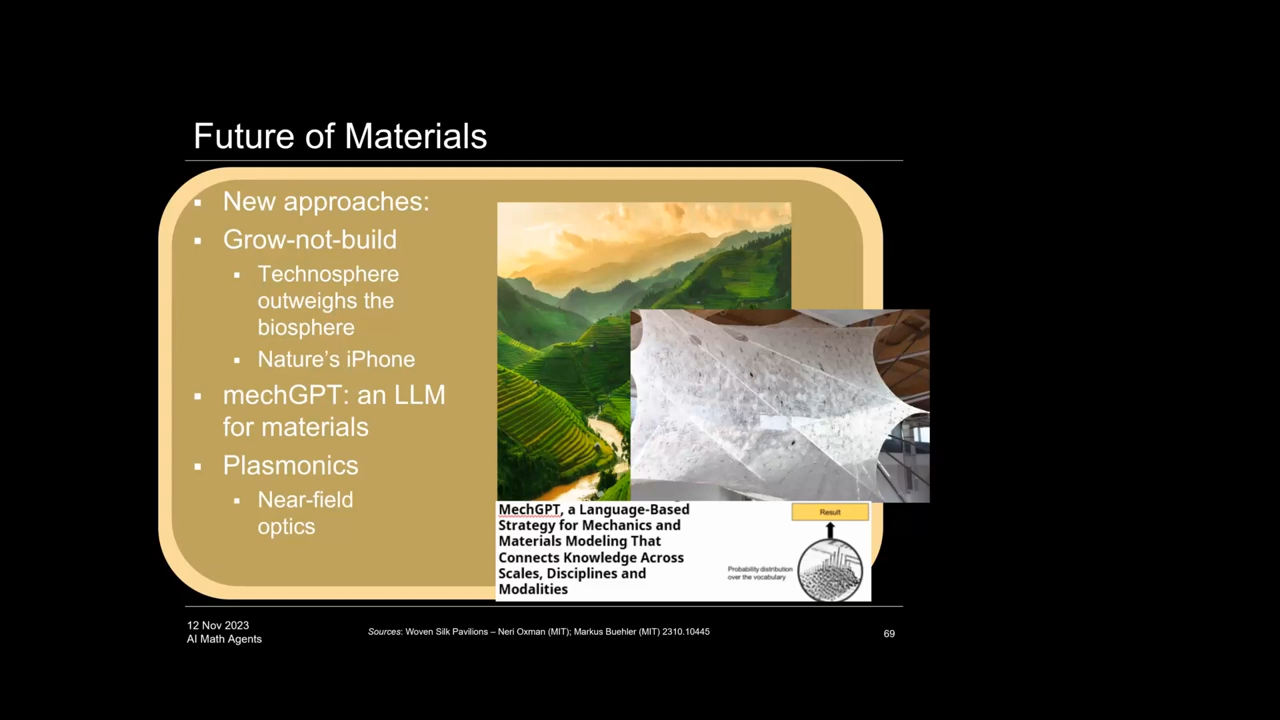 Future of Materials
▪ New approaches:
▪ Grow-not-build
▪ Technosphere
outweighs the
biosphere
▪ Nature’s iPhone
▪ mechGPT: an LLM
for materials
▪ Plasmonics
▪ Near-field
optics
MechGPT, a Language-Based
Strategy for Mechanics and
Materials Modeling That
Connects Knowledge Across
Scales, Disciplines and
Modalities
Result
Probability distribution
over the vocabulary
12 Nov 2023
AI Math Agents
Sources: Woven Silk Pavilions – Neri Oxman (MIT); Markus Buehler (MIT) 2310.10445
69